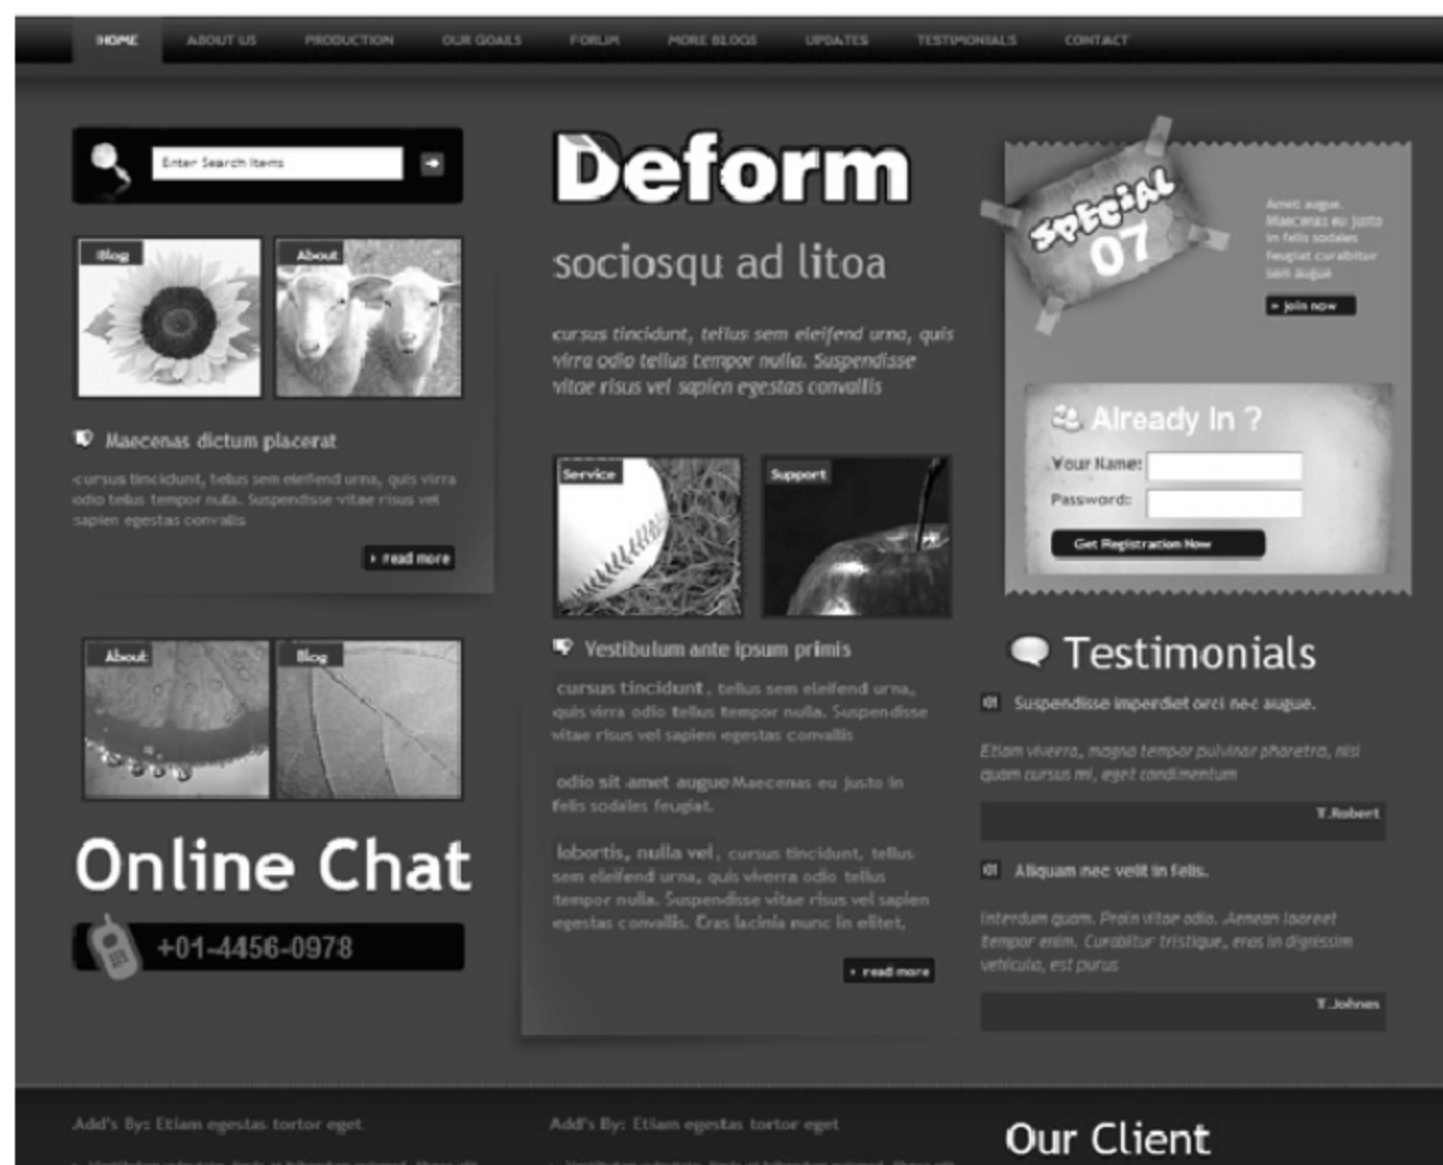 HOME ABOUT US PRODUCTION OUR GOALS FORUM MORE BLOGS UPDATES TESTIMONIALS CONTACT
Enter Search Items
Blog
About
Maecenas dictum placerat
cursus tincidunt, tellus sem eleifend urna, quis virra
odio tellus tempor nulla. Suspendisse vitae risus vel
sapien egestas convallis
read more
About
Blog
Online Chat
+01-4456-0978
Deform
sociosqu ad litoa
cursus tincidunt, tellus sem eleifend urna, quis
virra odio tellus tempor nulla. Suspendisse
vitae risus vel sapien egestas convallis
Service
Support
Vestibulum ante ipsum primis
cursus tincidunt, tellus sem eleifend urna,
quis virra odio tellus tempor nulla. Suspendisse
vitae risus vel sapien egestas convallis
odio sit amet augue Maecenas eu justo in
felis sodales feugiat.
lobortis, nulla vel, cursus tincidunt, tellus
sem eleifend urna, quis viverra odio tellus
tempor nulla. Suspendisse vitae risus vel sapien
egestas convallis. Cras lacinia nunc in elitet,
read more
SPECIAL
07
Amet augue.
Maecenas eu justo
in felis sodales
feugiat curalbitur
sem augue
join now
Already In ?
Your Name:
Password:
Get Registration Now
Testimonials
01 Suspendisse imperdiet orci nec augue.
Etiam viverra, magna tempor pulvinar pharetra, nisi
quam cursus mi, eget condimentum
T.Robert
01 Aliquam nec velit in felis.
Interdum quam. Proin vitae odio. Aenean laoreet
tempor enim. Curabitur tristique, eros in dignissim
vehicula, est purus
T.Johnes
Add's By: Etiam egestas tortor eget
Add's By: Etiam egestas tortor eget
Our Client